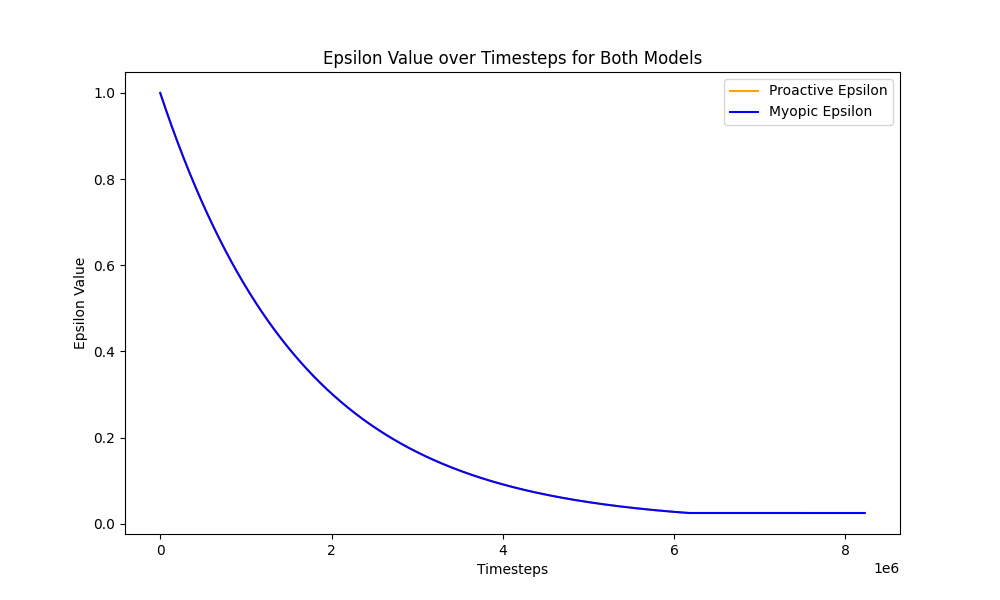 Epsilon Value over Timesteps for Both Models
Proactive Epsilon
Myopic Epsilon
Epsilon Value
1.0
0.8
0.6
0.4
0.2
0.0
0 2 4 6 8
1e6
Timesteps